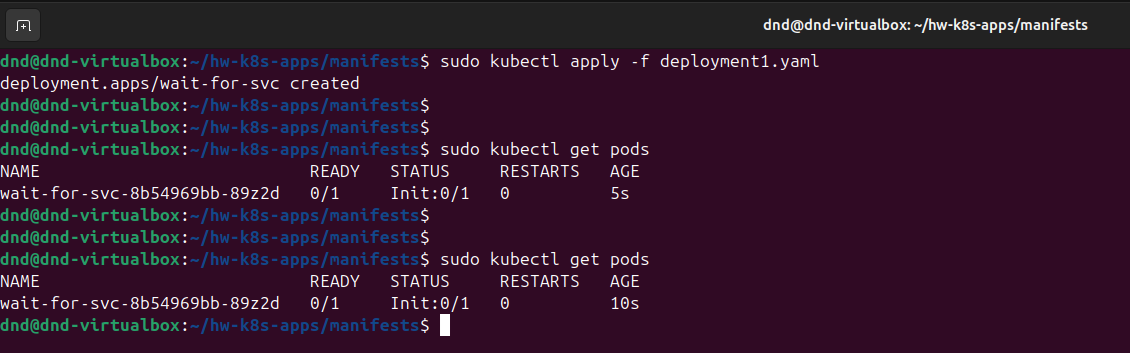 dnd@dnd-virtualbox: ~/hw-k8s-apps/manifests
dnd@dnd-virtualbox:~/hw-k8s-apps/manifests$ sudo kubectl apply -f deployment1.yaml
deployment.apps/wait-for-svc created
dnd@dnd-virtualbox:~/hw-k8s-apps/manifests$
dnd@dnd-virtualbox:~/hw-k8s-apps/manifests$
dnd@dnd-virtualbox:~/hw-k8s-apps/manifests$ sudo kubectl get pods
NAME                           READY   STATUS     RESTARTS   AGE
wait-for-svc-8b54969bb-89z2d   0/1     Init:0/1   0          5s
dnd@dnd-virtualbox:~/hw-k8s-apps/manifests$
dnd@dnd-virtualbox:~/hw-k8s-apps/manifests$
dnd@dnd-virtualbox:~/hw-k8s-apps/manifests$ sudo kubectl get pods
NAME                           READY   STATUS     RESTARTS   AGE
wait-for-svc-8b54969bb-89z2d   0/1     Init:0/1   0          10s
dnd@dnd-virtualbox:~/hw-k8s-apps/manifests$